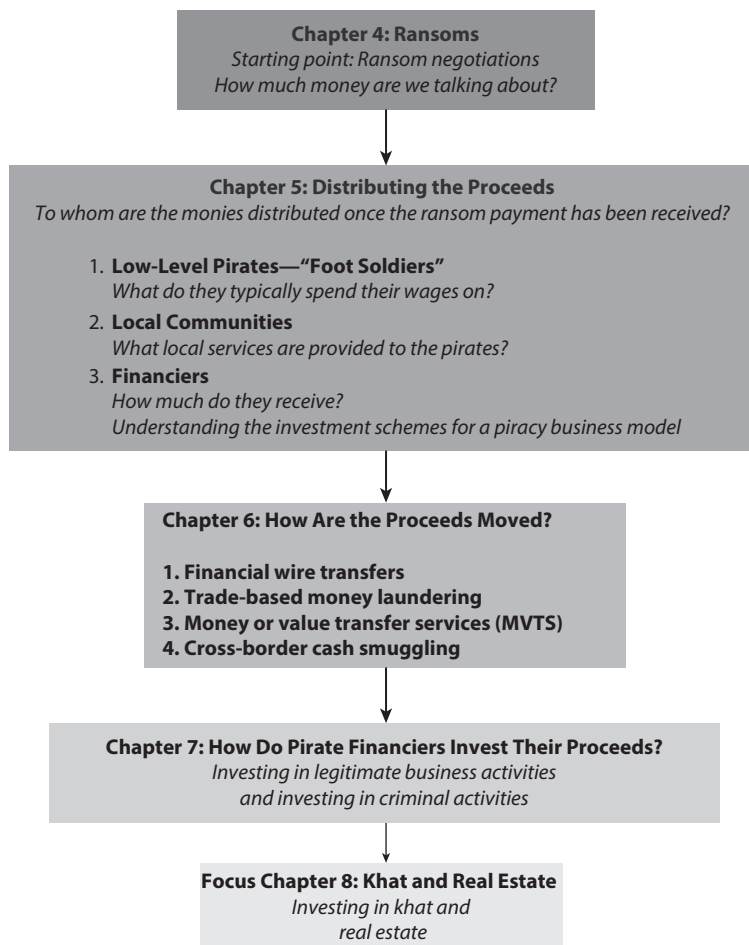 Chapter 4: Ransoms
Starting point: Ransom negotiations
How much money are we talking about?
Chapter 5: Distributing the Proceeds
To whom are the monies distributed once the ransom payment has been received?
1. Low-Level Pirates—“Foot Soldiers”
What do they typically spend their wages on?
2. Local Communities
What local services are provided to the pirates?
3. Financiers
How much do they receive?
Understanding the investment schemes for a piracy business model
Chapter 6: How Are the Proceeds Moved?
1. Financial wire transfers
2. Trade-based money laundering
3. Money or value transfer services (MVTS)
4. Cross-border cash smuggling
Chapter 7: How Do Pirate Financiers Invest Their Proceeds?
Investing in legitimate business activities
and investing in criminal activities
Focus Chapter 8: Khat and Real Estate
Investing in khat and
real estate